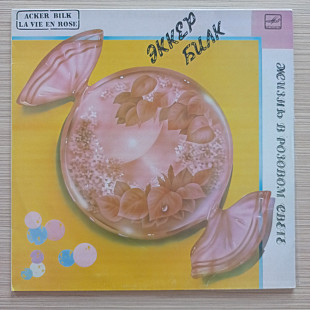 ACKER BILK
LA VIE EN ROSE
ЭККЕР
БИЛК
ЖИЗНЬ В РОЗОВОМ СВЕТЕ